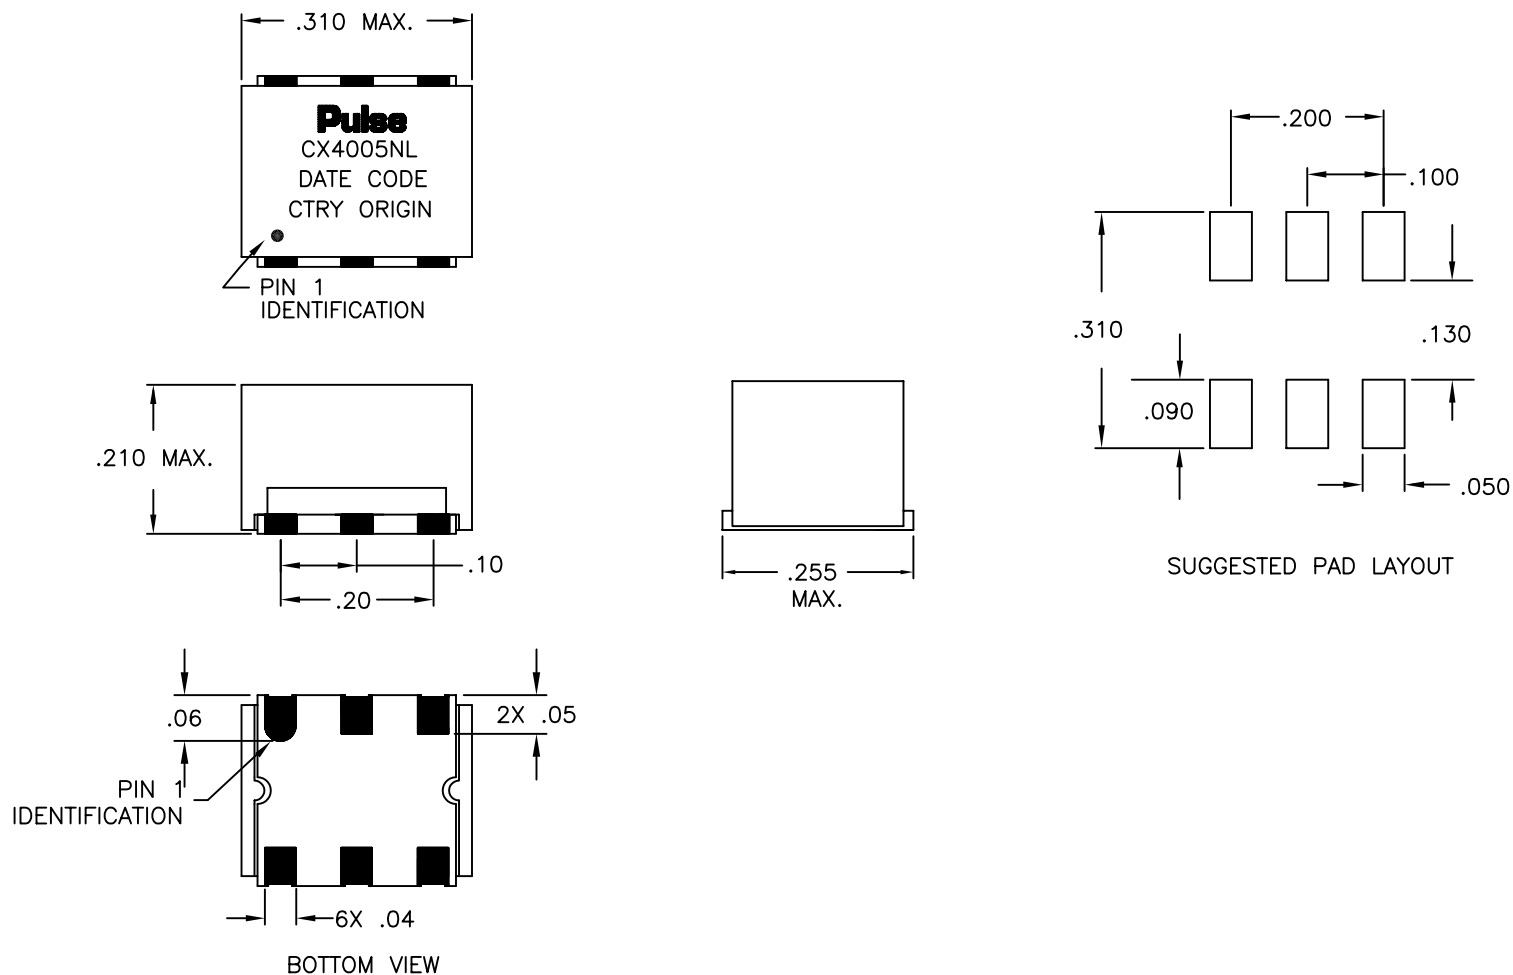 .310 MAX.
Pulse
CX4005NL
DATE CODE
CTRY ORIGIN
PIN 1
IDENTIFICATION
.210 MAX.
.10
.20
.255
MAX.
.200
.100
.310
.130
.090
.050
SUGGESTED PAD LAYOUT
.06
2X .05
PIN 1
IDENTIFICATION
6X .04
BOTTOM VIEW